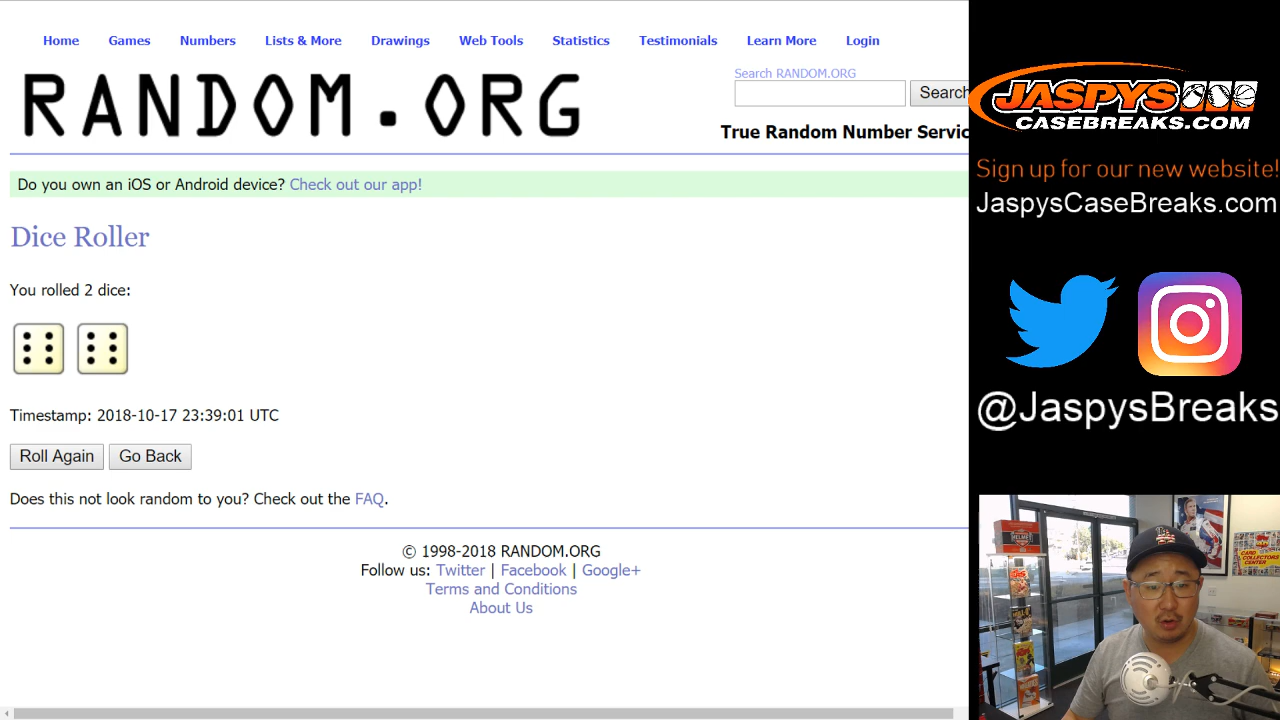 Home Games Numbers Lists & More Drawings Web Tools Statistics Testimonials Learn More Login
RANDOM.ORG
Search RANDOM.ORG
Search
True Random Number Servic
Do you own an iOS or Android device? Check out our app!
Dice Roller
You rolled 2 dice:
Timestamp: 2018-10-17 23:39:01 UTC
Roll Again Go Back
Does this not look random to you? Check out the FAQ.
© 1998-2018 RANDOM.ORG
Follow us: Twitter | Facebook | Google+
Terms and Conditions
About Us
JASPYS
CASEBREAKS.COM
Sign up for our new website!
JaspysCaseBreaks.com
@JaspysBreaks
CARD
COLLECTORS
CENTER